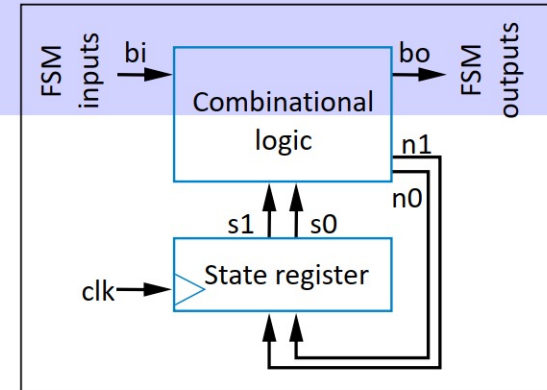 FSM
inputs
bi
bo
FSM
outputs
Combinational
logic
n1
n0
s1
s0
State register
clk